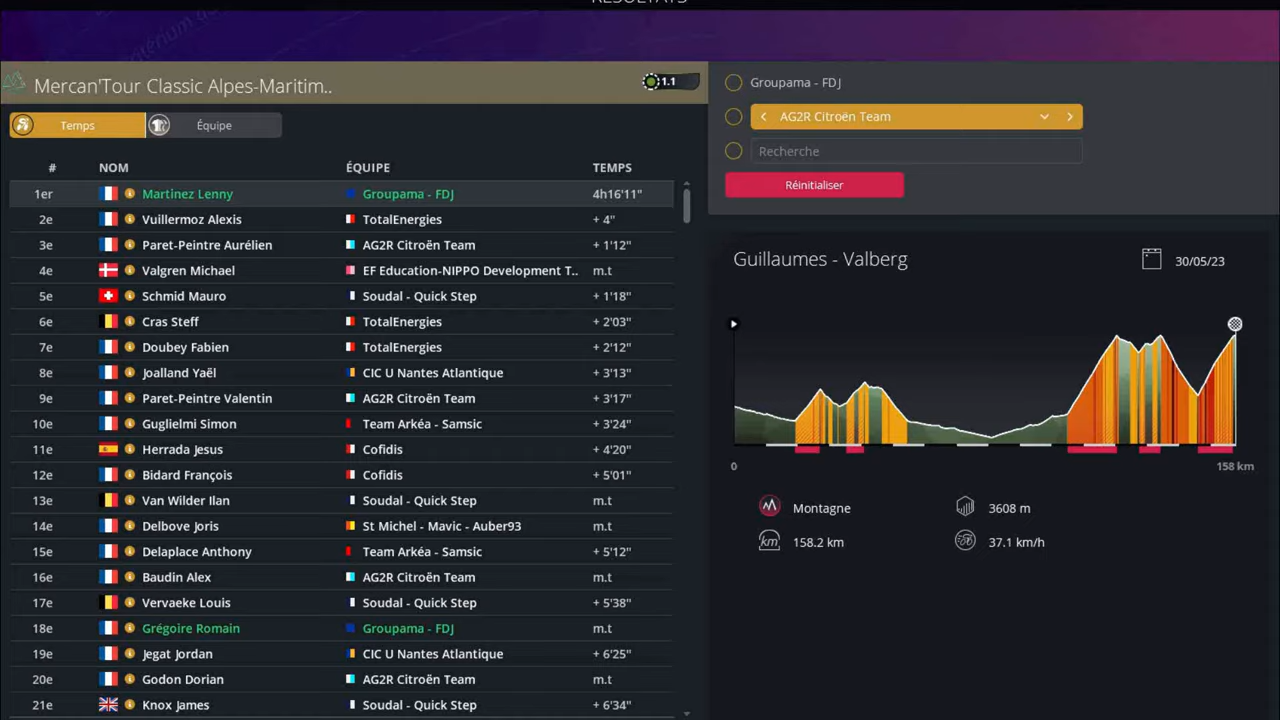 RÉSULTATS
Mercan'Tour Classic Alpes-Maritim..
1.1
Temps
Équipe
# NOM ÉQUIPE TEMPS
1er Martinez Lenny Groupama - FDJ 4h16'11"
2e Vuillermoz Alexis TotalEnergies + 4"
3e Paret-Peintre Aurélien AG2R Citroën Team + 1'12"
4e Valgren Michael EF Education-NIPPO Development T.. m.t
5e Schmid Mauro Soudal - Quick Step + 1'18"
6e Cras Steff TotalEnergies + 2'03"
7e Doubey Fabien TotalEnergies + 2'12"
8e Joalland Yaël CIC U Nantes Atlantique + 3'13"
9e Paret-Peintre Valentin AG2R Citroën Team + 3'17"
10e Guglielmi Simon Team Arkéa - Samsic + 3'24"
11e Herrada Jesus Cofidis + 4'20"
12e Bidard François Cofidis + 5'01"
13e Van Wilder Ilan Soudal - Quick Step m.t
14e Delbove Joris St Michel - Mavic - Auber93 m.t
15e Delaplace Anthony Team Arkéa - Samsic + 5'12"
16e Baudin Alex AG2R Citroën Team m.t
17e Vervaeke Louis Soudal - Quick Step + 5'38"
18e Grégoire Romain Groupama - FDJ m.t
19e Jegat Jordan CIC U Nantes Atlantique + 6'25"
20e Godon Dorian AG2R Citroën Team m.t
21e Knox James Soudal - Quick Step + 6'34"
Groupama - FDJ
AG2R Citroën Team
Recherche
Réinitialiser
Guillaumes - Valberg
30/05/23
0 158 km
Montagne 3608 m
km 158.2 km 37.1 km/h